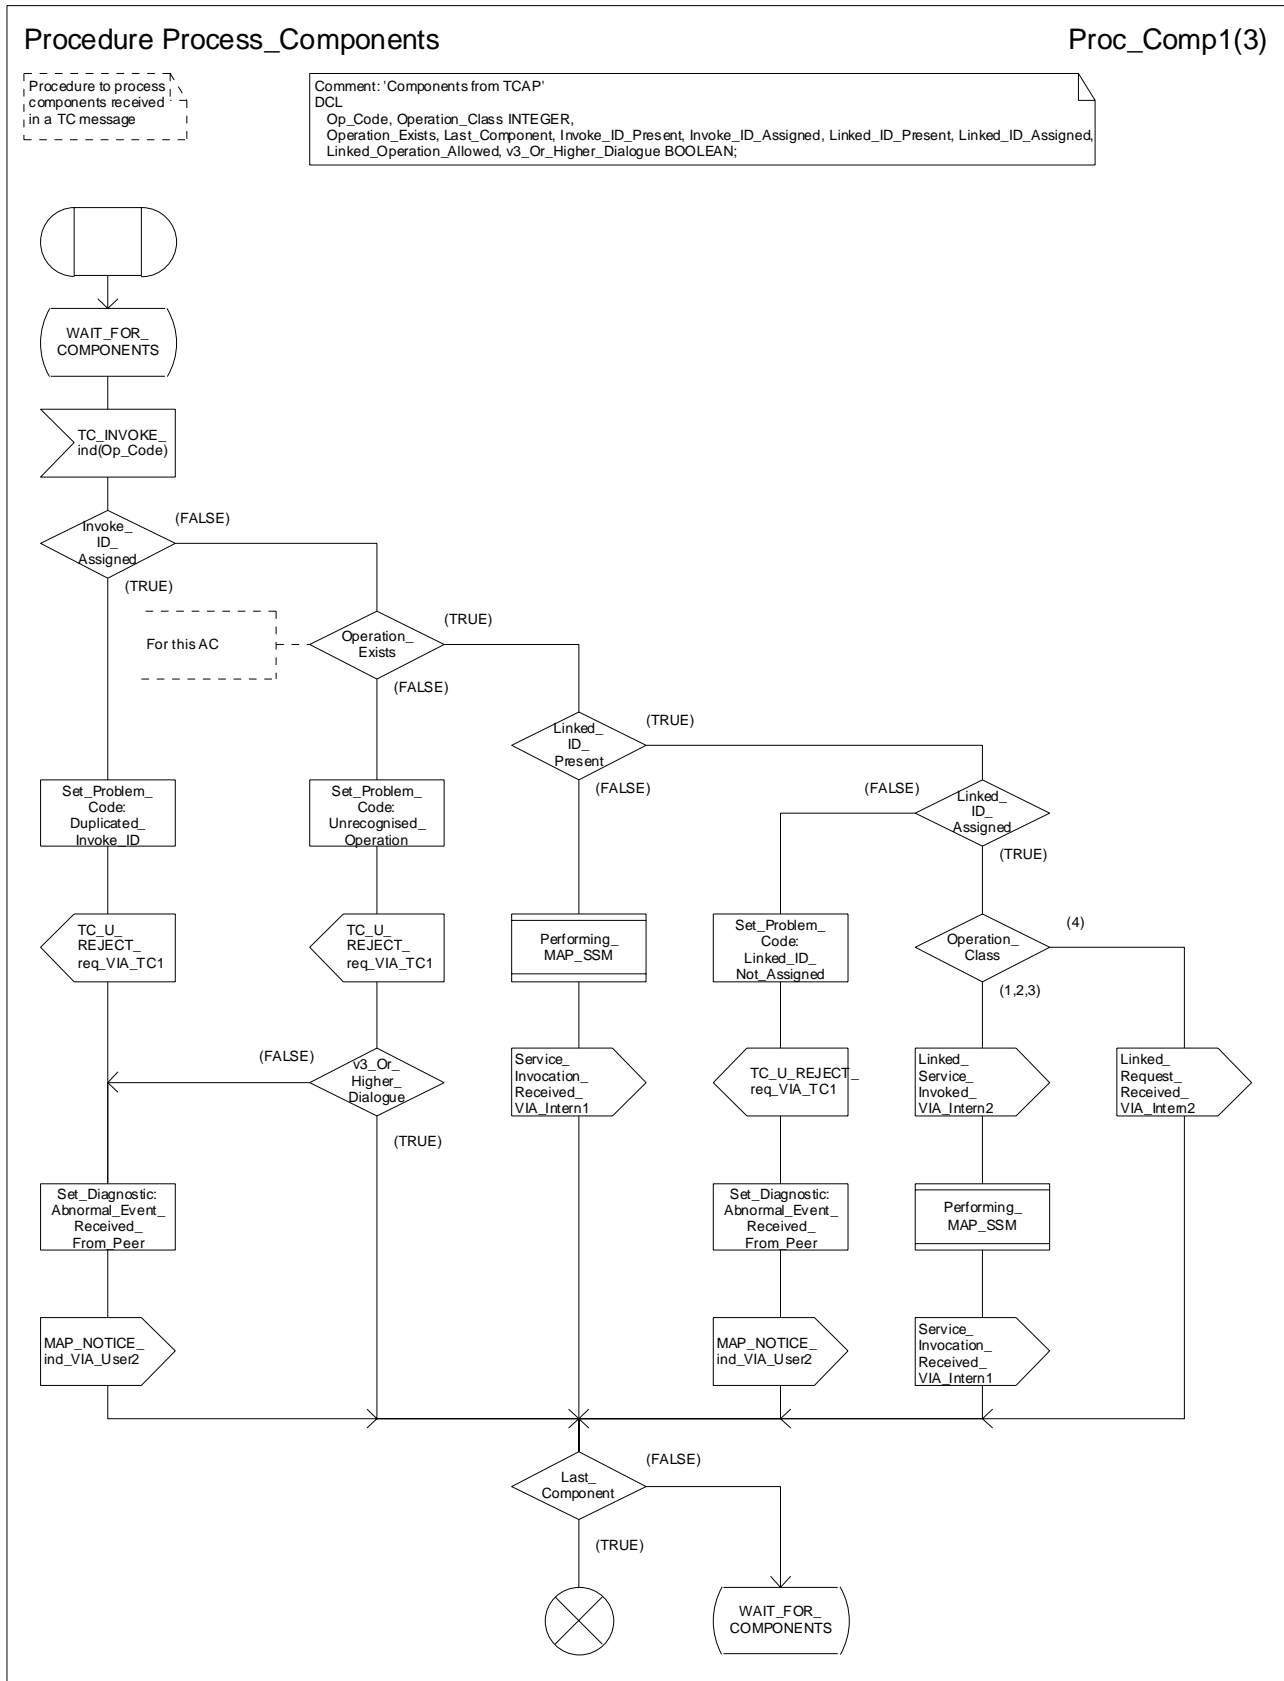 Procedure Process_Components
Proc_Comp1(3)
Procedure to process
components received
in a TC message
Comment: 'Components from TCAP'
DCL
Op_Code, Operation_Class INTEGER,
Operation_Exists, Last_Component, Invoke_ID_Present, Invoke_ID_Assigned, Linked_ID_Present, Linked_ID_Assigned,
Linked_Operation_Allowed, v3_Or_Higher_Dialogue BOOLEAN;
WAIT_FOR_
COMPONENTS
TC_INVOKE_
ind(Op_Code)
Invoke_
ID_
Assigned
(FALSE)
(TRUE)
For this AC
Operation_
Exists
(TRUE)
(FALSE)
Linked_
ID_
Present
(TRUE)
(FALSE)
Linked_
ID_
Assigned
(FALSE)
(TRUE)
Set_Problem_
Code:
Duplicated_
Invoke_ID
Set_Problem_
Code:
Unrecognised_
Operation
TC_U_
REJECT_
req_VIA_TC1
TC_U_
REJECT_
req_VIA_TC1
Performing_
MAP_SSM
Set_Problem_
Code:
Linked_ID_
Not_Assigned
Operation_
Class
(4)
(1,2,3)
(FALSE)
v3_Or_
Higher_
Dialogue
(TRUE)
Service_
Invocation_
Received_
VIA_Intern1
TC_U_REJECT_
req_VIA_TC1
Linked_
Service_
Invoked_
VIA_Intern2
Linked_
Request_
Received_
VIA_Intern2
Set_Diagnostic:
Abnormal_Event_
Received_
From_Peer
Set_Diagnostic:
Abnormal_Event_
Received_
From_Peer
Performing_
MAP_SSM
MAP_NOTICE_
ind_VIA_User2
MAP_NOTICE_
ind_VIA_User2
Service_
Invocation_
Received_
VIA_Intern1
Last_
Component
(FALSE)
(TRUE)
WAIT_FOR_
COMPONENTS